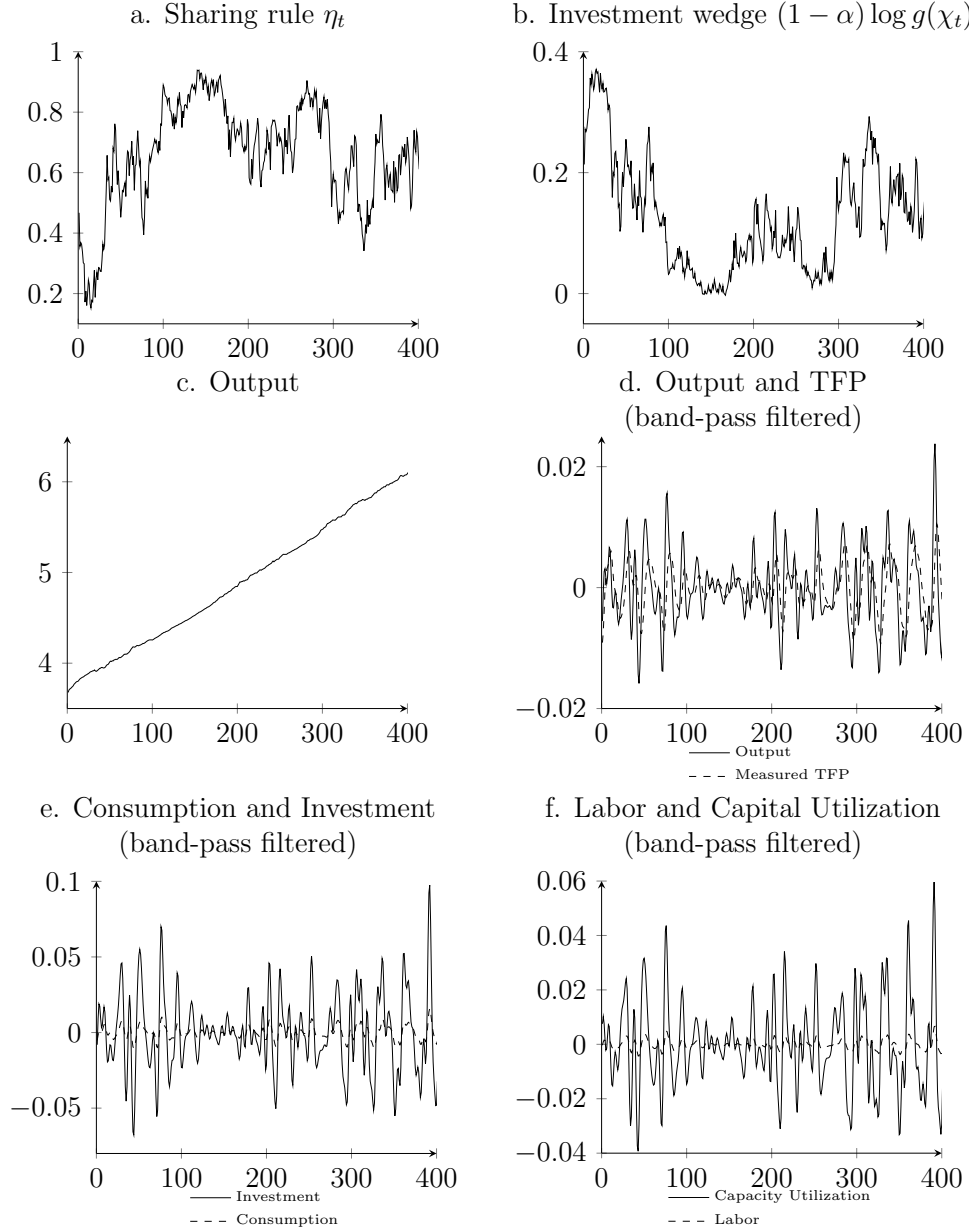 a. Sharing rule η_t
1
0.8
0.6
0.4
0.2
0 100 200 300 400
b. Investment wedge (1 − α) log g(χ_t)
0.4
0.2
0
0 100 200 300 400
c. Output
6
5
4
0 100 200 300 400
d. Output and TFP
(band-pass filtered)
0.02
0
−0.02
0 100 200 300 400
Output
Measured TFP
e. Consumption and Investment
(band-pass filtered)
0.1
0.05
0
−0.05
0 100 200 300 400
Investment
Consumption
f. Labor and Capital Utilization
(band-pass filtered)
0.06
0.04
0.02
0
−0.02
−0.04
0 100 200 300 400
Capacity Utilization
Labor